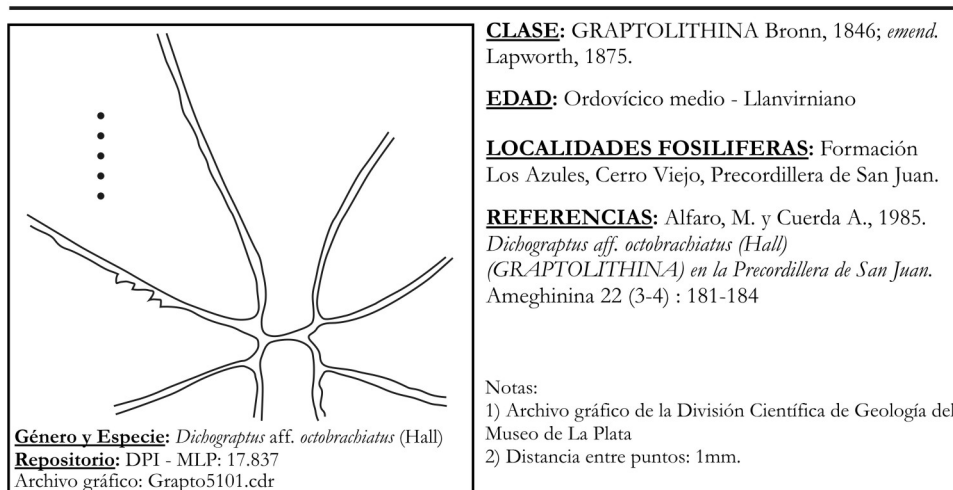 CLASE: GRAPTOLITHINA Bronn, 1846; emend.
Lapworth, 1875.
EDAD: Ordovícico medio - Llanvirniano
LOCALIDADES FOSILIFERAS: Formación
Los Azules, Cerro Viejo, Precordillera de San Juan.
REFERENCIAS: Alfaro, M. y Cuerda A., 1985.
Dichograptus aff. octobrachiatus (Hall)
(GRAPTOLITHINA) en la Precordillera de San Juan.
Ameghinina 22 (3-4) : 181-184
Notas:
1) Archivo gráfico de la División Científica de Geología del
Museo de La Plata
2) Distancia entre puntos: 1mm.
Género y Especie: Dichograptus aff. octobrachiatus (Hall)
Repositorio: DPI - MLP: 17.837
Archivo gráfico: Grapto5101.cdr